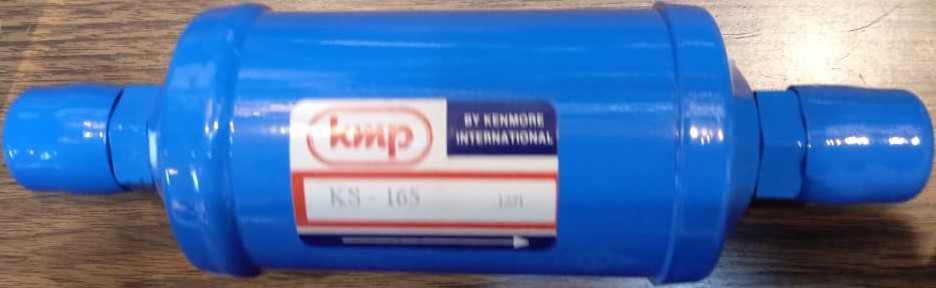 kmp
BY KENMORE
INTERNATIONAL
KS - 165